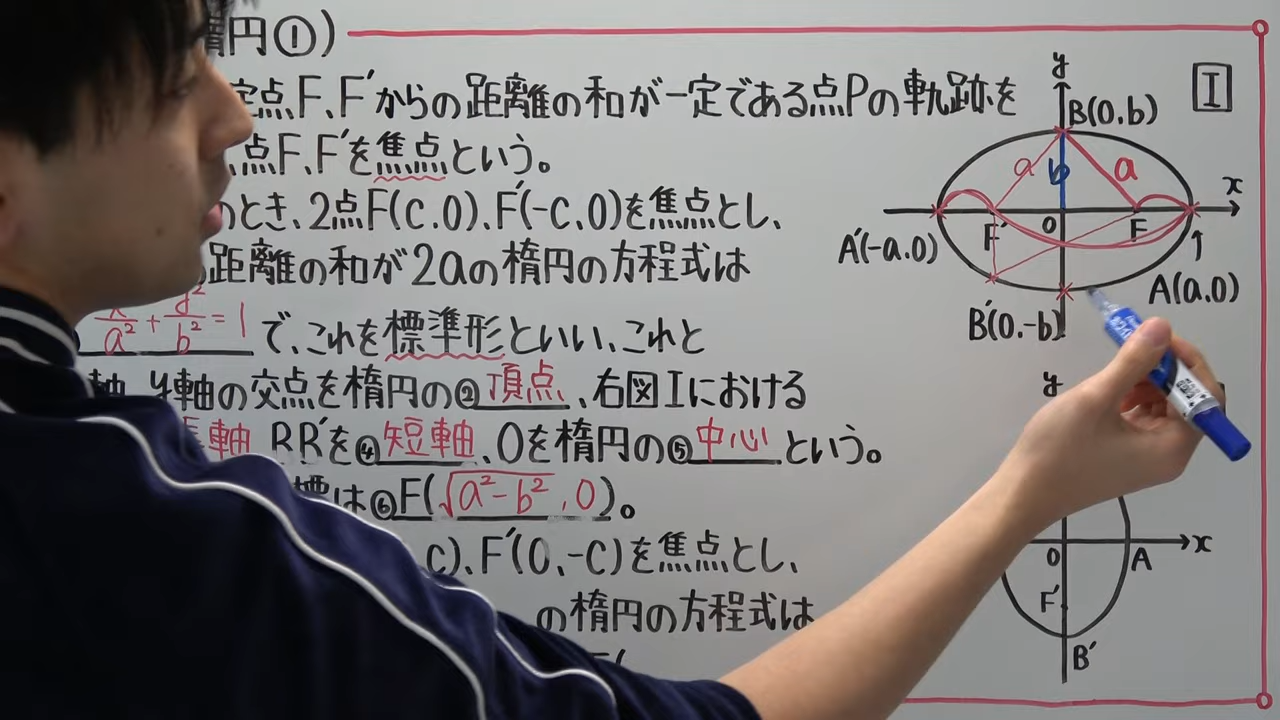 楕円①)
定点F、F´からの距離の和が一定である点Pの軌跡を
点F、F´を焦点という。
のとき、2点F(c,0)、F´(-c,0)を焦点とし、
距離の和が2aの楕円の方程式は
x²/a² + y²/b² = 1 で、これを標準形といい、これと
軸、y軸の交点を楕円の②頂点、右図Iにおける
長軸 BB´を④短軸、Oを楕円の⑤中心という。
標は⑥F(√a²-b², 0)。
c)、F´(0,-c)を焦点とし、
の楕円の方程式は
I
y
B(0,b)
a
b
a
x
F´
O
F
A´(-a,0)
A(a,0)
B´(0,-b)
y
O
A
x
F´
B´